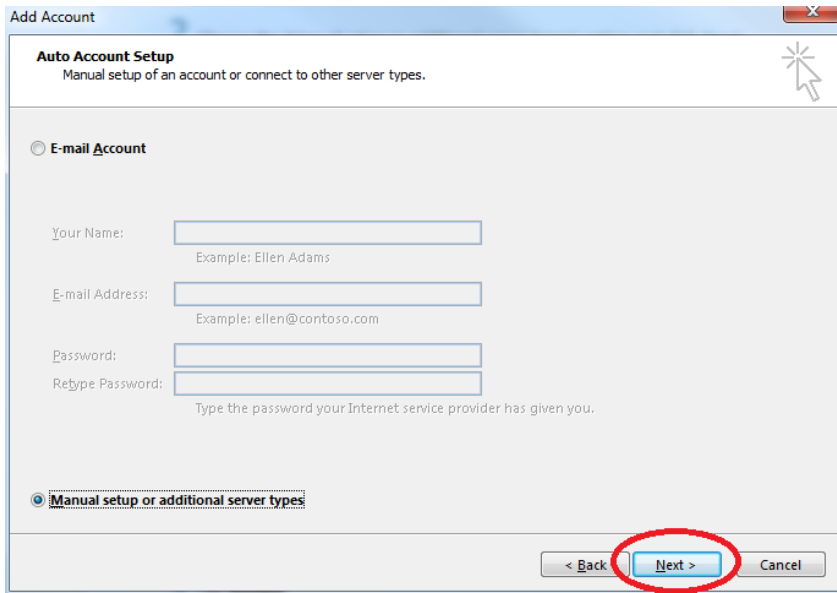 Add Account
Auto Account Setup
Manual setup of an account or connect to other server types.
E-mail Account
Your Name:
Example: Ellen Adams
E-mail Address:
Example: ellen@contoso.com
Password:
Retype Password:
Type the password your Internet service provider has given you.
Manual setup or additional server types
< Back Next > Cancel